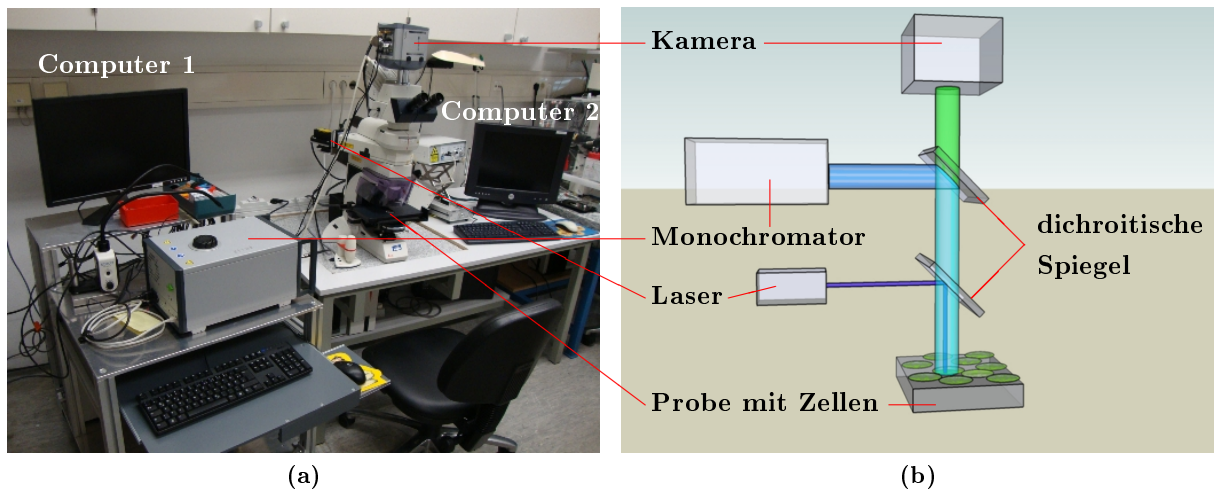 Computer 1
Computer 2
Kamera
Monochromator
Laser
Probe mit Zellen
dichroitische
Spiegel
(a)
(b)